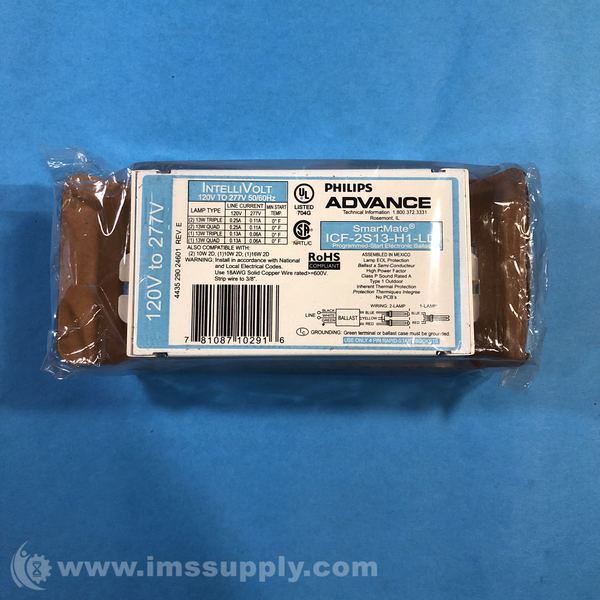 120V to 277V
4435 290 24601 REV. E
INTELLIVOLT
120V TO 277V 50/60Hz
LAMP TYPE LINE CURRENT MIN START TEMP.
120V 277V
(2) 13W TRIPLE 0.25A 0.11A 0° F
(2) 13W QUAD 0.25A 0.11A 0° F
(1) 13W TRIPLE 0.13A 0.06A 0° F
(1) 13W QUAD 0.13A 0.06A 0° F
ALSO COMPATIBLE WITH:
(2) 10W 2D, (1)10W 2D, (1)16W 2D
WARNING: Install in accordance with National
and Local Electrical Codes.
Use 18AWG Solid Copper Wire rated>=600V.
Strip wire to 3/8".
7 81087 10291 6
UL
LISTED
704G
NRTL/C
RoHS
COMPLIANT
PHILIPS
ADVANCE
Technical Information 1.800.372.3331
Rosemont, IL
SmartMate®
ICF-2S13-H1-LD
Programmed-Start Electronic Ballast
ASSEMBLED IN MEXICO
Lamp EOL Protection
Ballast a Semi-Conducteur
High Power Factor
Class P Sound Rated A
Type 1 Outdoor
Inherent Thermal Protection
Protection Thermiques Integree
No PCB's
WIRING: 2-LAMP 1-LAMP
LINE
BLACK
WHITE
BALLAST
BLUE
YELLOW
RED
BLUE
RED
GROUNDING: Green terminal or ballast case must be grounded.
USE ONLY 4 PIN RAPID-START SOCKETS
www.imssupply.com